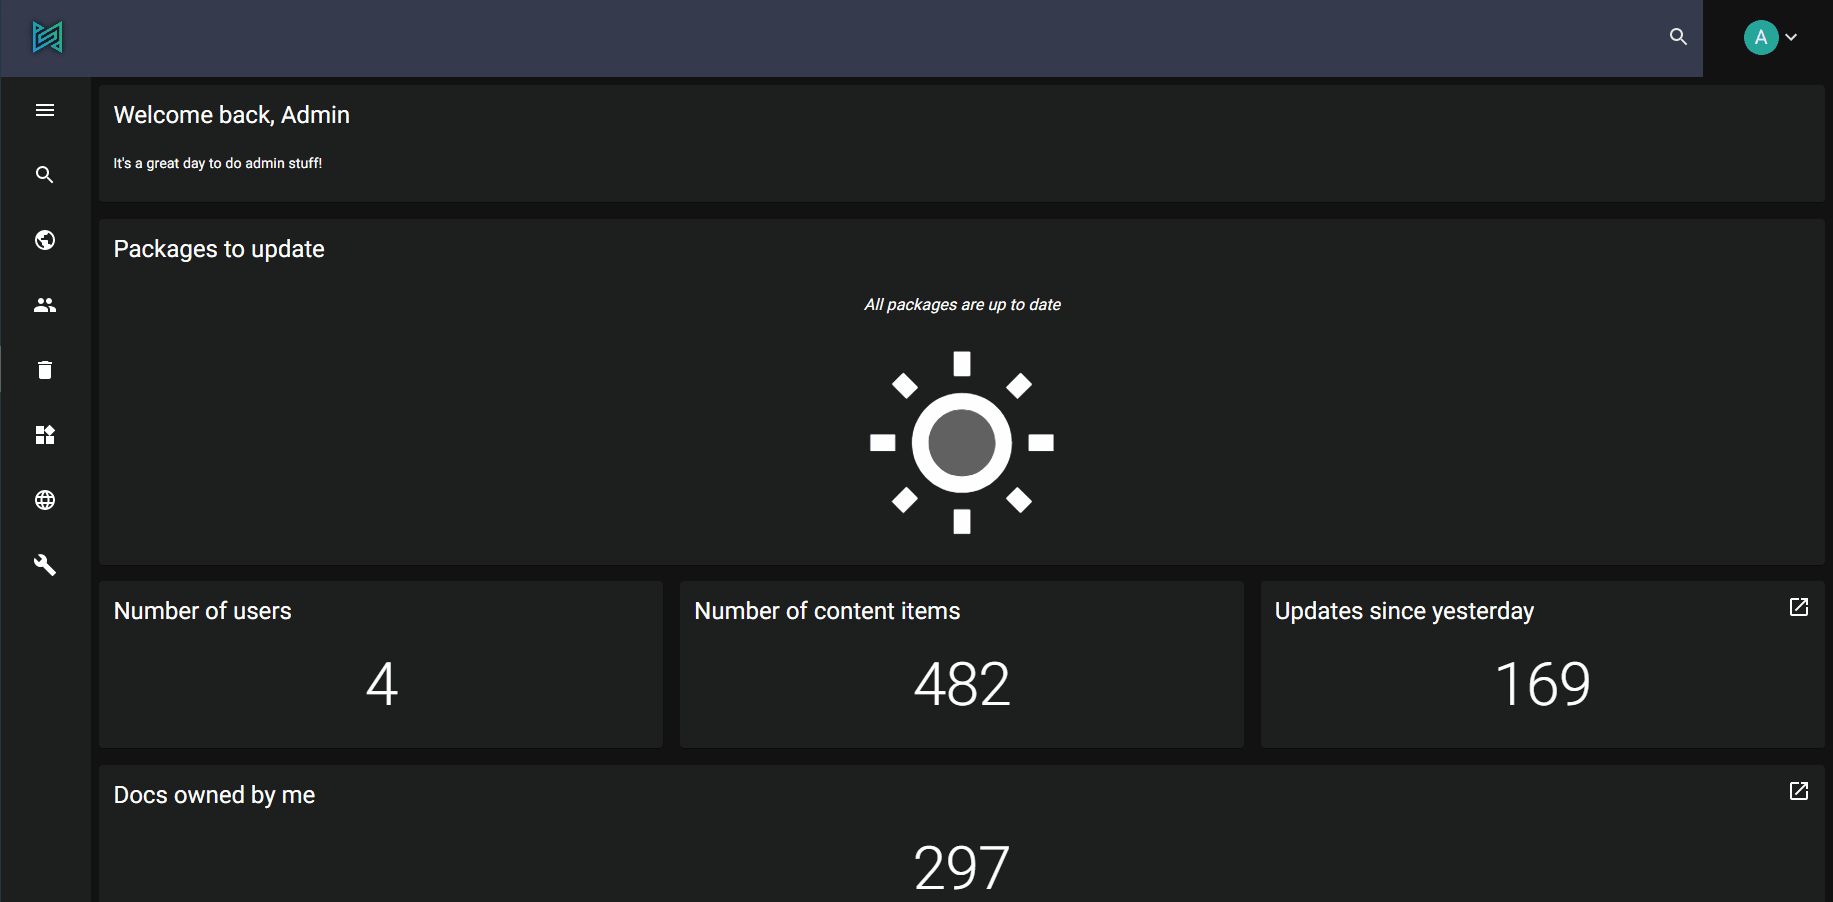 A
Welcome back, Admin
It's a great day to do admin stuff!
Packages to update
All packages are up to date
Number of users
4
Number of content items
482
Updates since yesterday
169
Docs owned by me
297